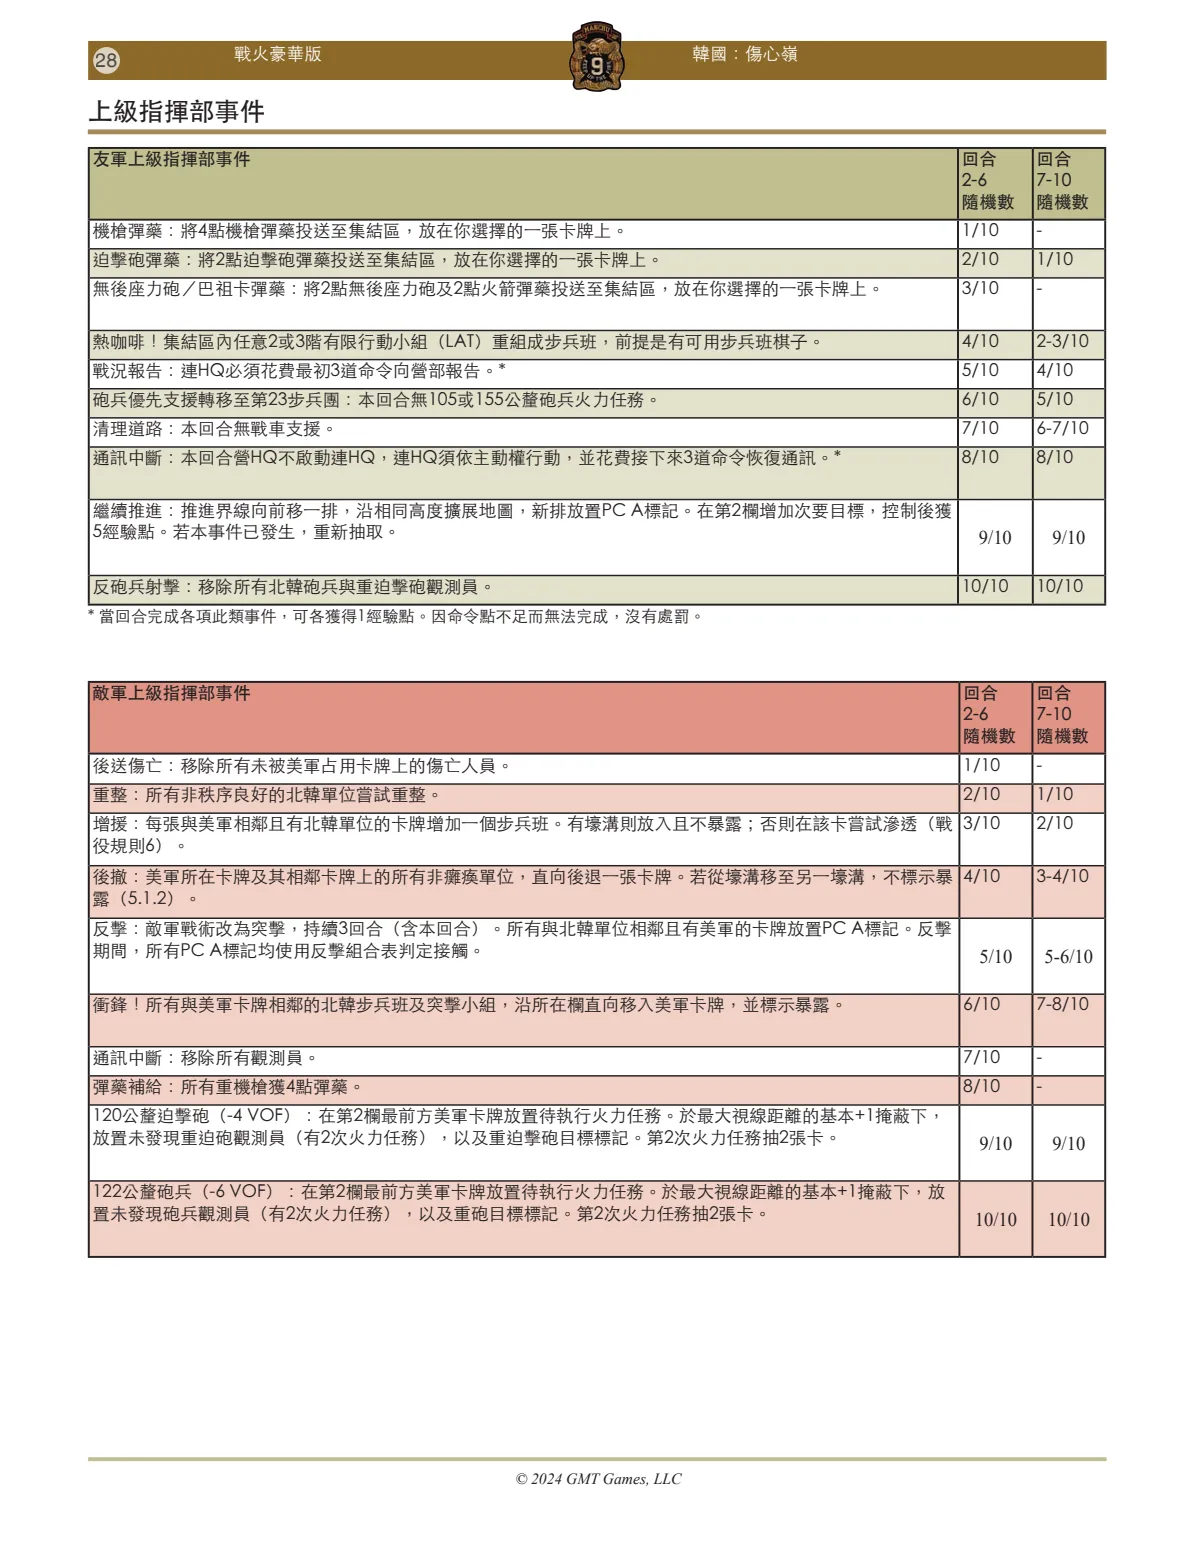 28
戰火豪華版
韓國：傷心嶺
MANCHU
9
上級指揮部事件
友軍上級指揮部事件
回合
2-6
隨機數
回合
7-10
隨機數
機槍彈藥：將4點機槍彈藥投送至集結區，放在你選擇的一張卡牌上。 1/10 -
迫擊砲彈藥：將2點迫擊砲彈藥投送至集結區，放在你選擇的一張卡牌上。 2/10 1/10
無後座力砲／巴祖卡彈藥：將2點無後座力砲及2點火箭彈藥投送至集結區，放在你選擇的一張卡牌上。 3/10 -
熱咖啡！集結區內任意2或3階有限行動小組（LAT）重組成步兵班，前提是有可用步兵班棋子。 4/10 2-3/10
戰況報告：連HQ必須花費最初3道命令向營部報告。* 5/10 4/10
砲兵優先支援轉移至第23步兵團：本回合無105或155公釐砲兵火力任務。 6/10 5/10
清理道路：本回合無戰車支援。 7/10 6-7/10
通訊中斷：本回合營HQ不啟動連HQ，連HQ須依主動權行動，並花費接下來3道命令恢復通訊。* 8/10 8/10
繼續推進：推進界線向前移一排，沿相同高度擴展地圖，新排放置PC A標記。在第2欄增加次要目標，控制後獲
5經驗點。若本事件已發生，重新抽取。 9/10 9/10
反砲兵射擊：移除所有北韓砲兵與重迫擊砲觀測員。 10/10 10/10
* 當回合完成各項此類事件，可各獲得1經驗點。因命令點不足而無法完成，沒有處罰。
敵軍上級指揮部事件
回合
2-6
隨機數
回合
7-10
隨機數
後送傷亡：移除所有未被美軍占用卡牌上的傷亡人員。 1/10 -
重整：所有非秩序良好的北韓單位嘗試重整。 2/10 1/10
增援：每張與美軍相鄰且有北韓單位的卡牌增加一個步兵班。有壕溝則放入且不暴露；否則在該卡嘗試滲透（戰 3/10 2/10
役規則6）。
後撤：美軍所在卡牌及其相鄰卡牌上的所有非癱瘓單位，直向後退一張卡牌。若從壕溝移至另一壕溝，不標示暴 4/10 3-4/10
露（5.1.2）。
反擊：敵軍戰術改為突擊，持續3回合（含本回合）。所有與北韓單位相鄰且有美軍的卡牌放置PC A標記。反擊
期間，所有PC A標記均使用反擊組合表判定接觸。 5/10 5-6/10
衝鋒！所有與美軍卡牌相鄰的北韓步兵班及突擊小組，沿所在欄直向移入美軍卡牌，並標示暴露。 6/10 7-8/10
通訊中斷：移除所有觀測員。 7/10 -
彈藥補給：所有重機槍獲4點彈藥。 8/10 -
120公釐迫擊砲（-4 VOF）：在第2欄最前方美軍卡牌放置待執行火力任務。於最大視線距離的基本+1掩蔽下，
放置未發現重迫砲觀測員（有2次火力任務），以及重迫擊砲目標標記。第2次火力任務抽2張卡。 9/10 9/10
122公釐砲兵（-6 VOF）：在第2欄最前方美軍卡牌放置待執行火力任務。於最大視線距離的基本+1掩蔽下，放
置未發現砲兵觀測員（有2次火力任務），以及重砲目標標記。第2次火力任務抽2張卡。 10/10 10/10
© 2024 GMT Games, LLC